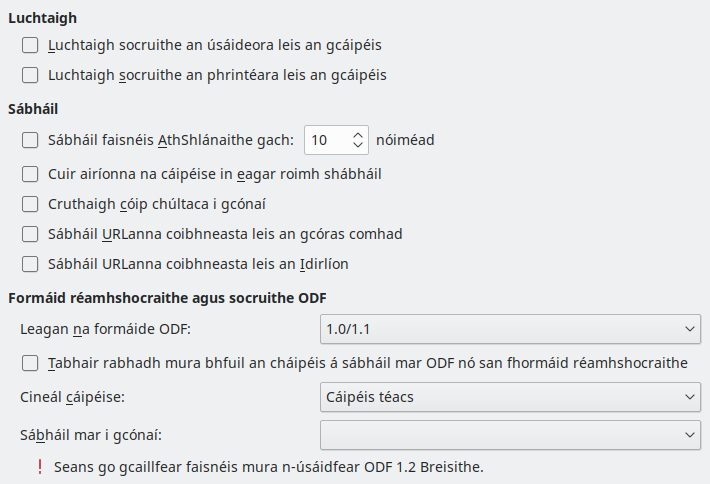 Luchtaigh
Luchtaigh socruithe an úsáideora leis an gcáipéis
Luchtaigh socruithe an phrintéara leis an gcáipéis
Sábháil
Sábháil faisnéis AthShlánaithe gach: 10 nóiméad
Cuir airíonna na cáipéise in eagar roimh shábháil
Cruthaigh cóip chúltaca i gcónaí
Sábháil URLanna coibhneasta leis an gcóras comhad
Sábháil URLanna coibhneasta leis an Idirlíon
Formáid réamhshocraithe agus socruithe ODF
Leagan na formáide ODF: 1.0/1.1
Tabhair rabhadh mura bhfuil an cháipéis á sábháil mar ODF nó san fhormáid réamhshocraithe
Cineál cáipéise: Cáipéis téacs
Sábháil mar i gcónaí:
! Seans go gcaillfear faisnéis mura n-úsáidfear ODF 1.2 Breisithe.